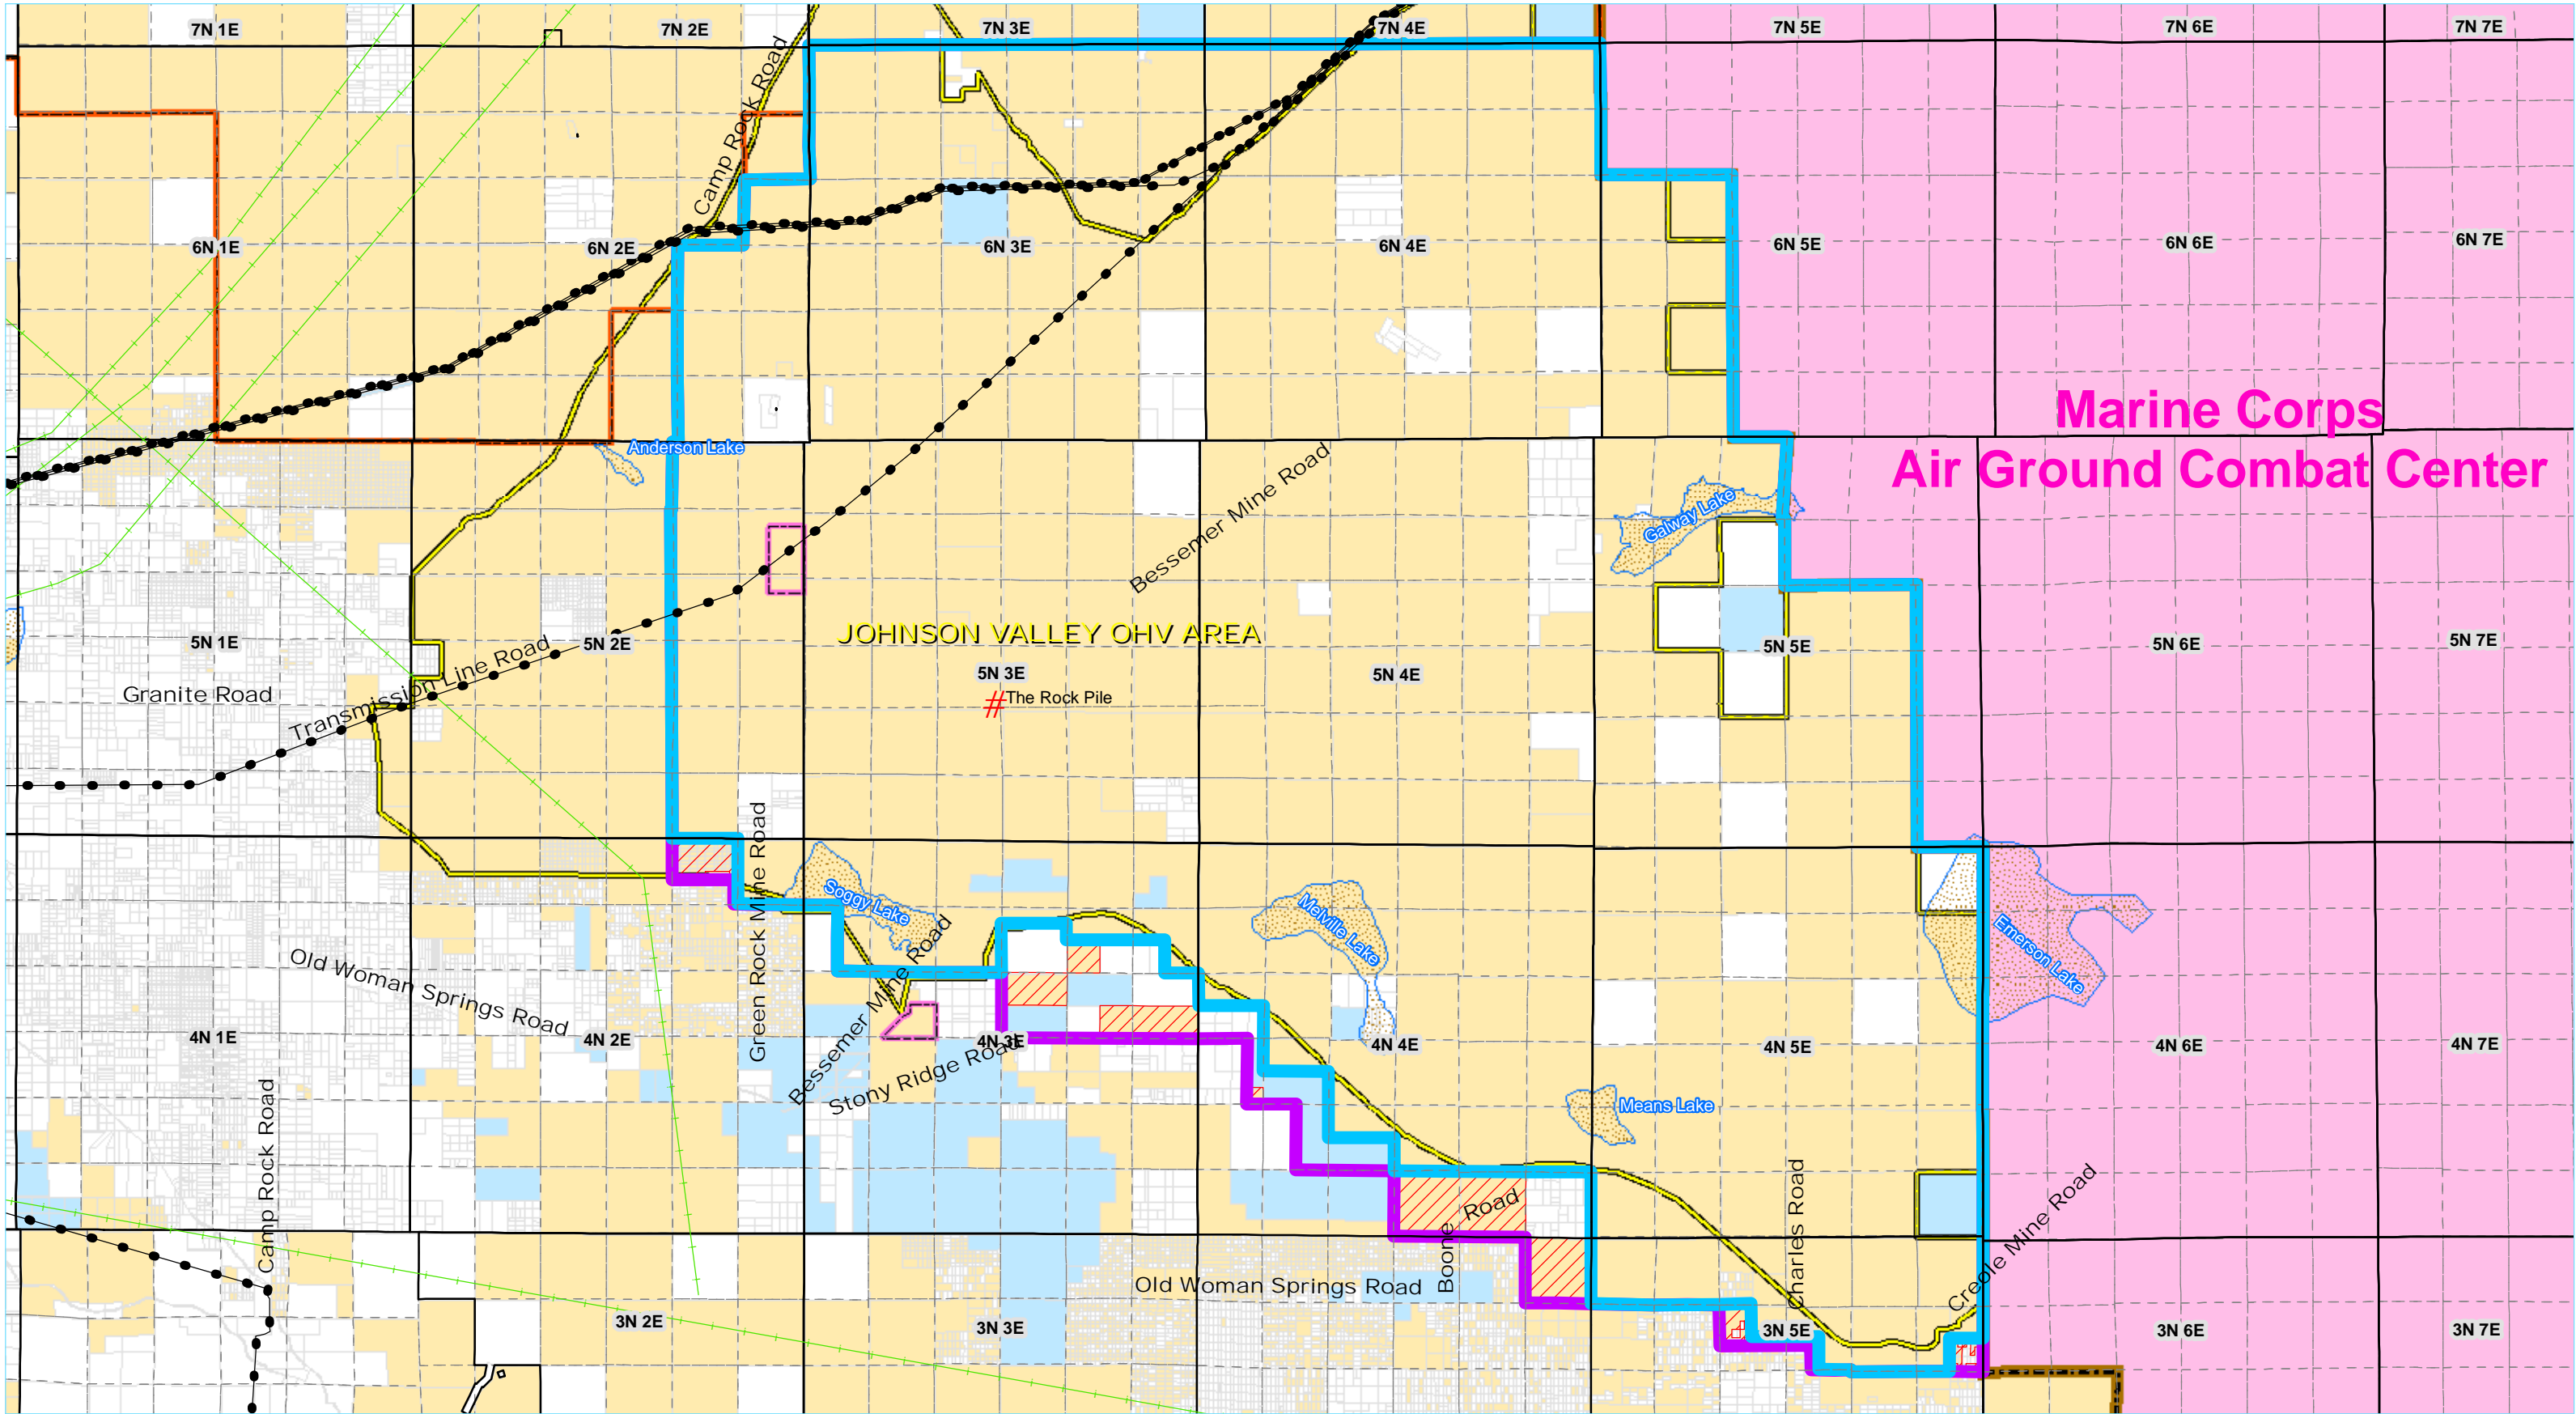 7N 1E
7N 2E
7N 3E
7N 4E
7N 5E
7N 6E
7N 7E
Camp Rock Road
6N 1E
6N 2E
6N 3E
6N 4E
6N 5E
6N 6E
6N 7E
Marine Corps
Air Ground Combat Center
Anderson Lake
Bessemer Mine Road
Galway Lake
JOHNSON VALLEY OHV AREA
5N 1E
5N 2E
5N 3E
5N 4E
5N 5E
5N 6E
5N 7E
Granite Road
Transmission Line Road
#The Rock Pile
Green Rock Mine Road
Soggy Lake
Melville Lake
Emerson Lake
Old Woman Springs Road
Bessemer Mine Road
4N 1E
4N 2E
4N 3E
4N 4E
4N 5E
4N 6E
4N 7E
Stony Ridge Road
Means Lake
Camp Rock Road
Boone Road
Charles Road
Creole Mine Road
Old Woman Springs Road
3N 2E
3N 3E
3N 5E
3N 6E
3N 7E